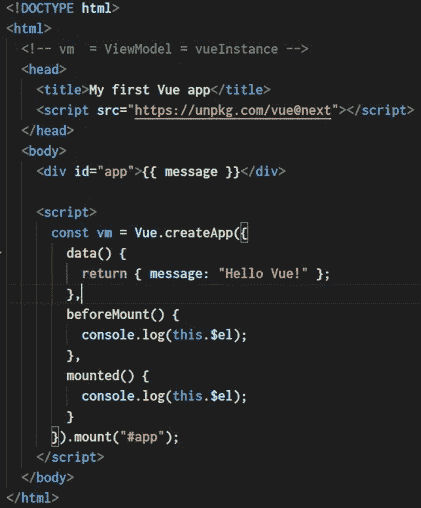 <!DOCTYPE html>
<html>
<!-- vm  = ViewModel = vueInstance -->
<head>
<title>My first Vue app</title>
<script src="https://unpkg.com/vue@next"></script>
</head>
<body>
<div id="app">{{ message }}</div>
<script>
const vm = Vue.createApp({
data() {
return { message: "Hello Vue!" };
},
beforeMount() {
console.log(this.$el);
},
mounted() {
console.log(this.$el);
}
}).mount("#app");
</script>
</body>
</html>